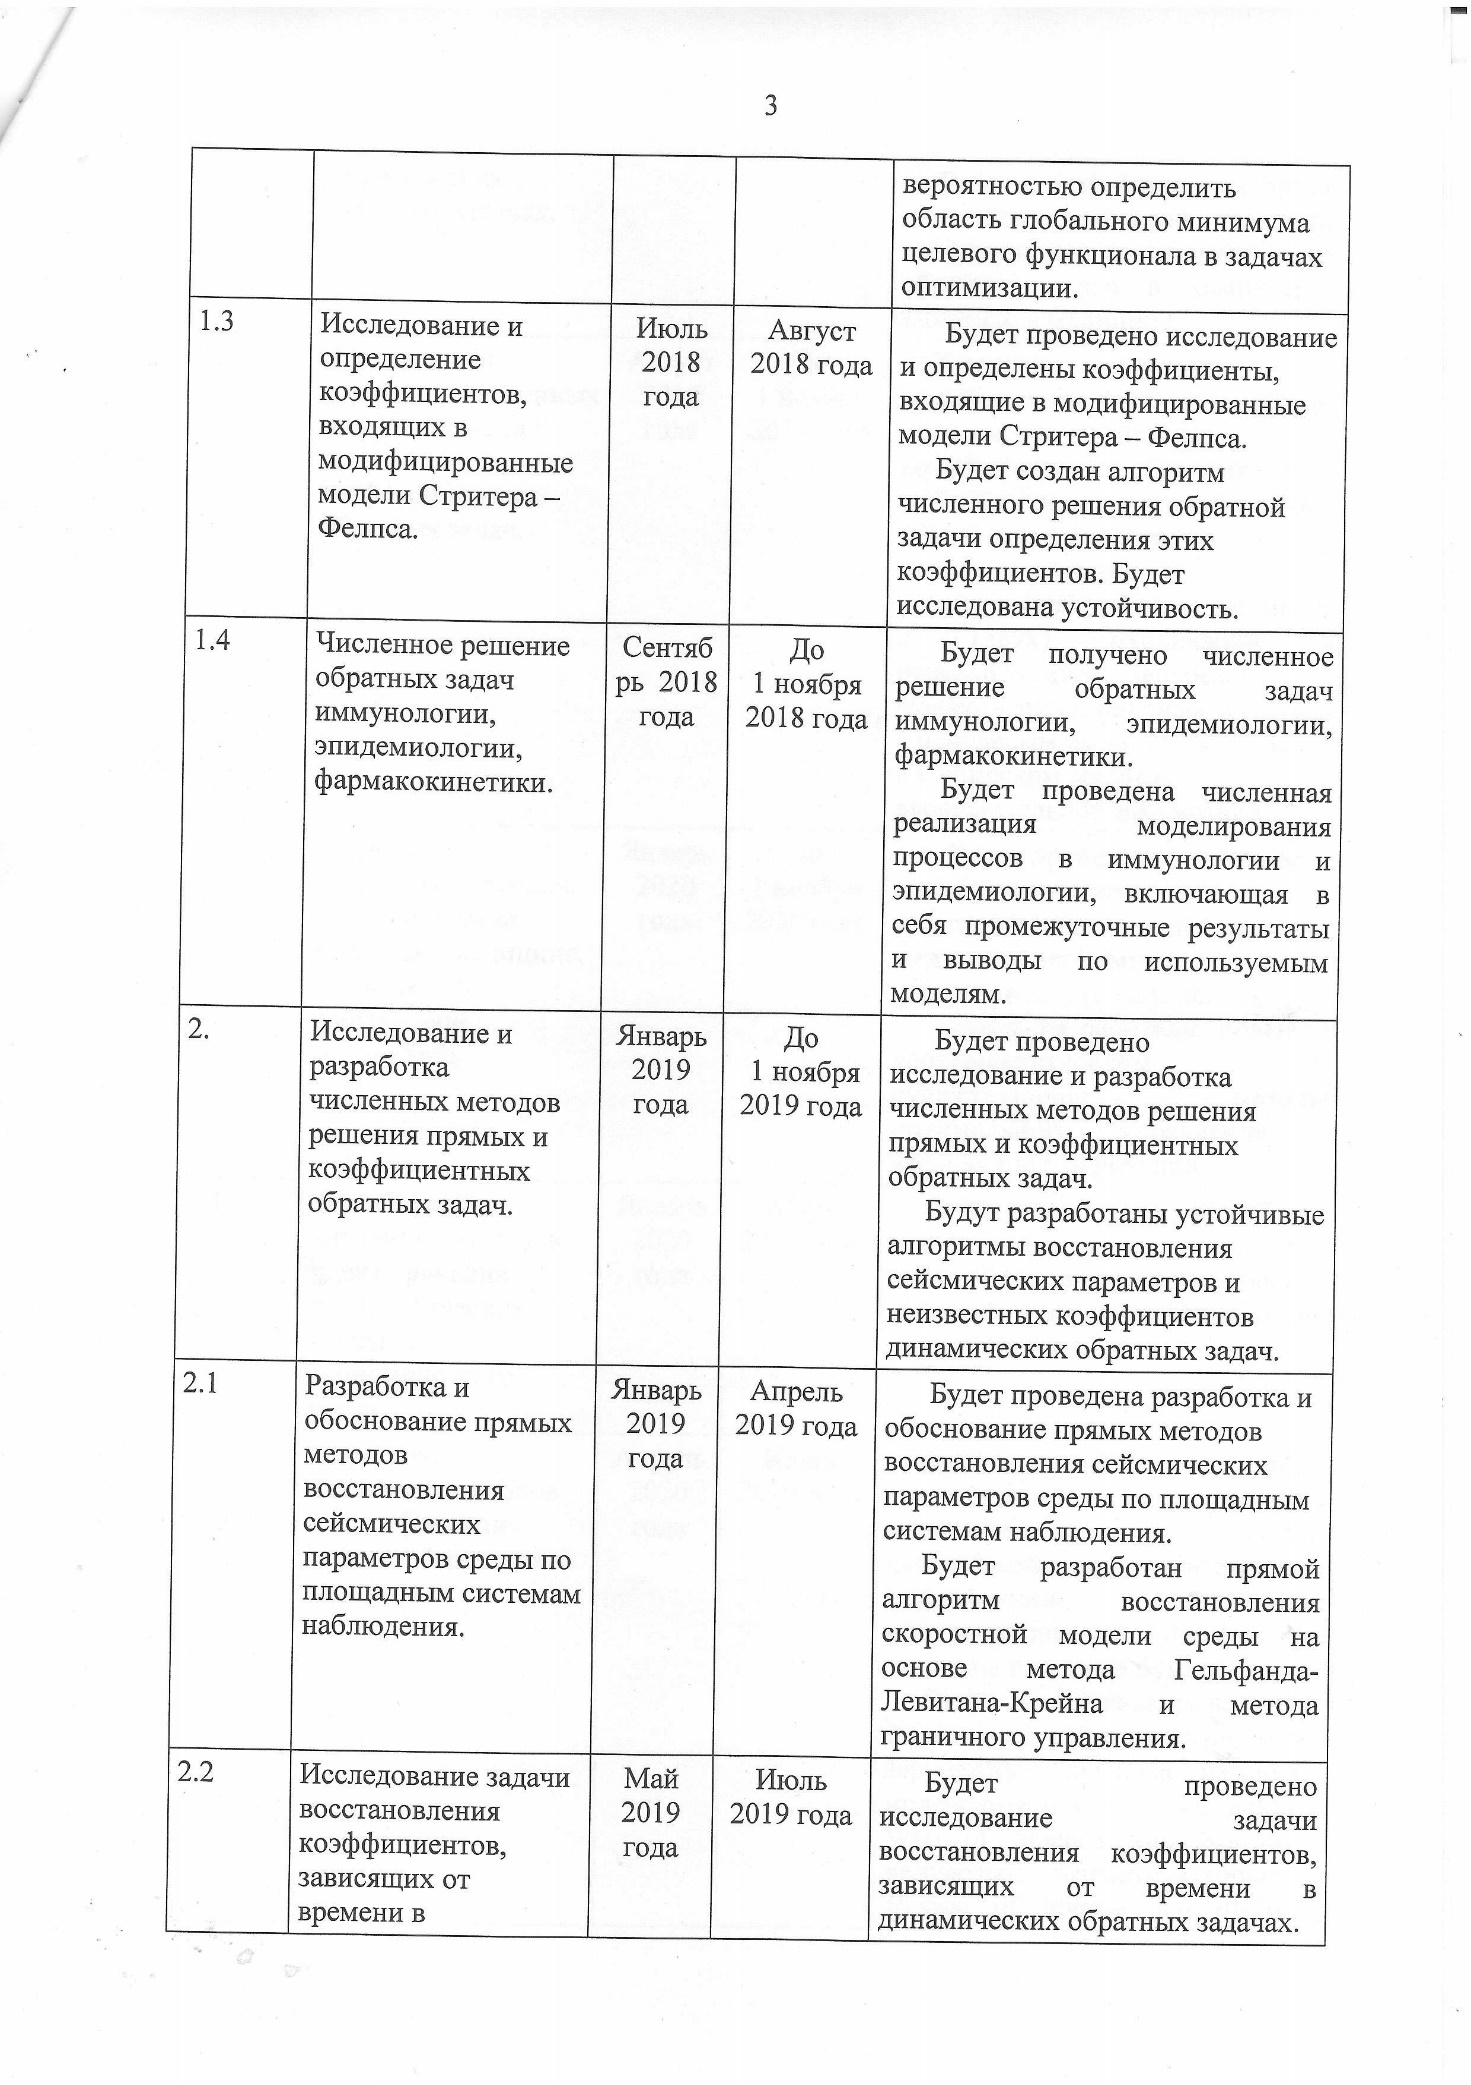 3
вероятностью определить
область глобального минимума
целевого функционала в задачах
оптимизации.
1.3
Исследование и
определение
коэффициентов,
входящих в
модифицированные
модели Стритера –
Фелпса.
Июль
2018
года
Август
2018 года
Будет проведено исследование
и определены коэффициенты,
входящие в модифицированные
модели Стритера – Фелпса.
Будет создан алгоритм
численного решения обратной
задачи определения этих
коэффициентов. Будет
исследована устойчивость.
1.4
Численное решение
обратных задач
иммунологии,
эпидемиологии,
фармакокинетики.
Сентяб
рь 2018
года
До
1 ноября
2018 года
Будет получено численное
решение обратных задач
иммунологии, эпидемиологии,
фармакокинетики.
Будет проведена численная
реализация моделирования
процессов в иммунологии и
эпидемиологии, включающая в
себя промежуточные результаты
и выводы по используемым
моделям.
2.
Исследование и
разработка
численных методов
решения прямых и
коэффициентных
обратных задач.
Январь
2019
года
До
1 ноября
2019 года
Будет проведено
исследование и разработка
численных методов решения
прямых и коэффициентных
обратных задач.
Будут разработаны устойчивые
алгоритмы восстановления
сейсмических параметров и
неизвестных коэффициентов
динамических обратных задач.
2.1
Разработка и
обоснование прямых
методов
восстановления
сейсмических
параметров среды по
площадным системам
наблюдения.
Январь
2019
года
Апрель
2019 года
Будет проведена разработка и
обоснование прямых методов
восстановления сейсмических
параметров среды по площадным
системам наблюдения.
Будет разработан прямой
алгоритм восстановления
скоростной модели среды на
основе метода Гельфанда-
Левитана-Крейна и метода
граничного управления.
2.2
Исследование задачи
восстановления
коэффициентов,
зависящих от
времени в
Май
2019
года
Июль
2019 года
Будет проведено
исследование задачи
восстановления коэффициентов,
зависящих от времени в
динамических обратных задачах.